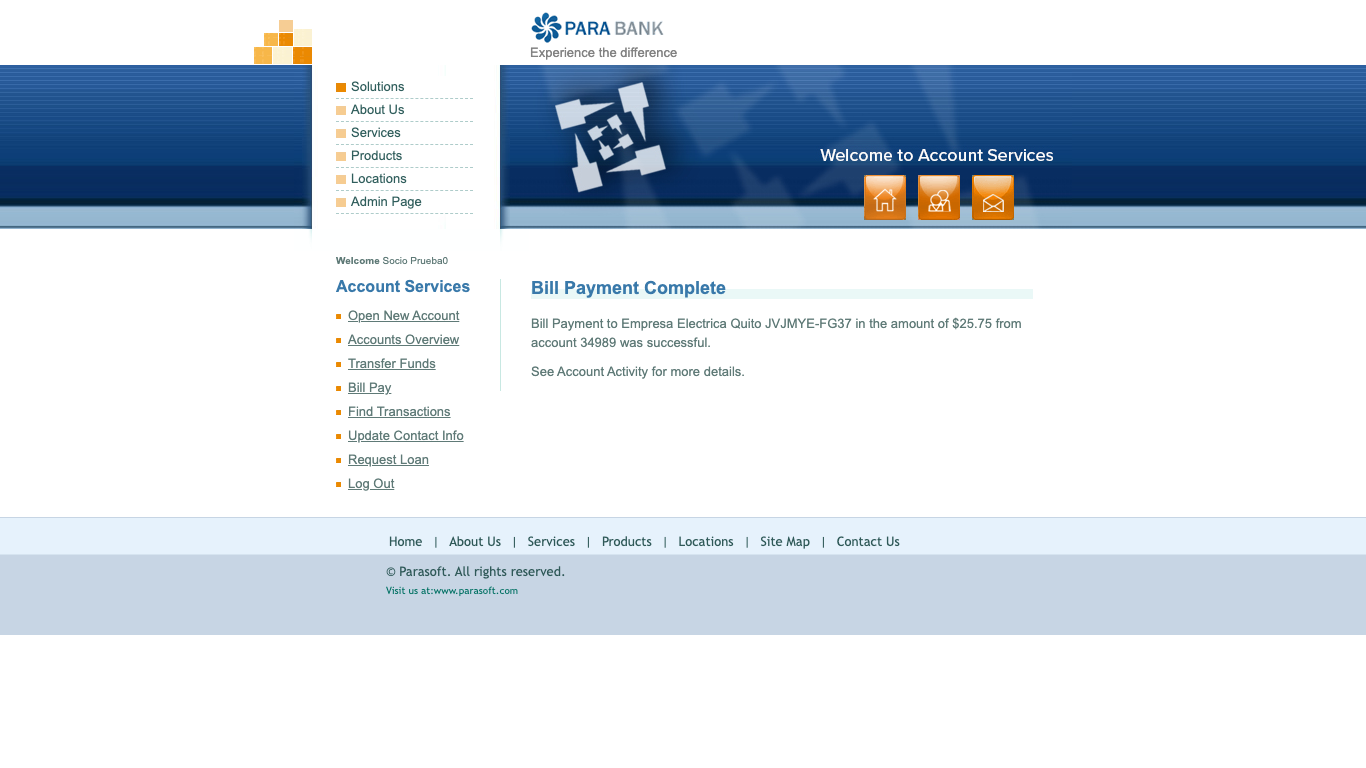 PARA BANK
Experience the difference
Solutions
About Us
Services
Products
Locations
Admin Page
Welcome to Account Services
Welcome Socio Prueba0
Account Services
Open New Account
Accounts Overview
Transfer Funds
Bill Pay
Find Transactions
Update Contact Info
Request Loan
Log Out
Bill Payment Complete
Bill Payment to Empresa Electrica Quito JVJMYE-FG37 in the amount of $25.75 from
account 34989 was successful.
See Account Activity for more details.
Home | About Us | Services | Products | Locations | Site Map | Contact Us
© Parasoft. All rights reserved.
Visit us at:www.parasoft.com